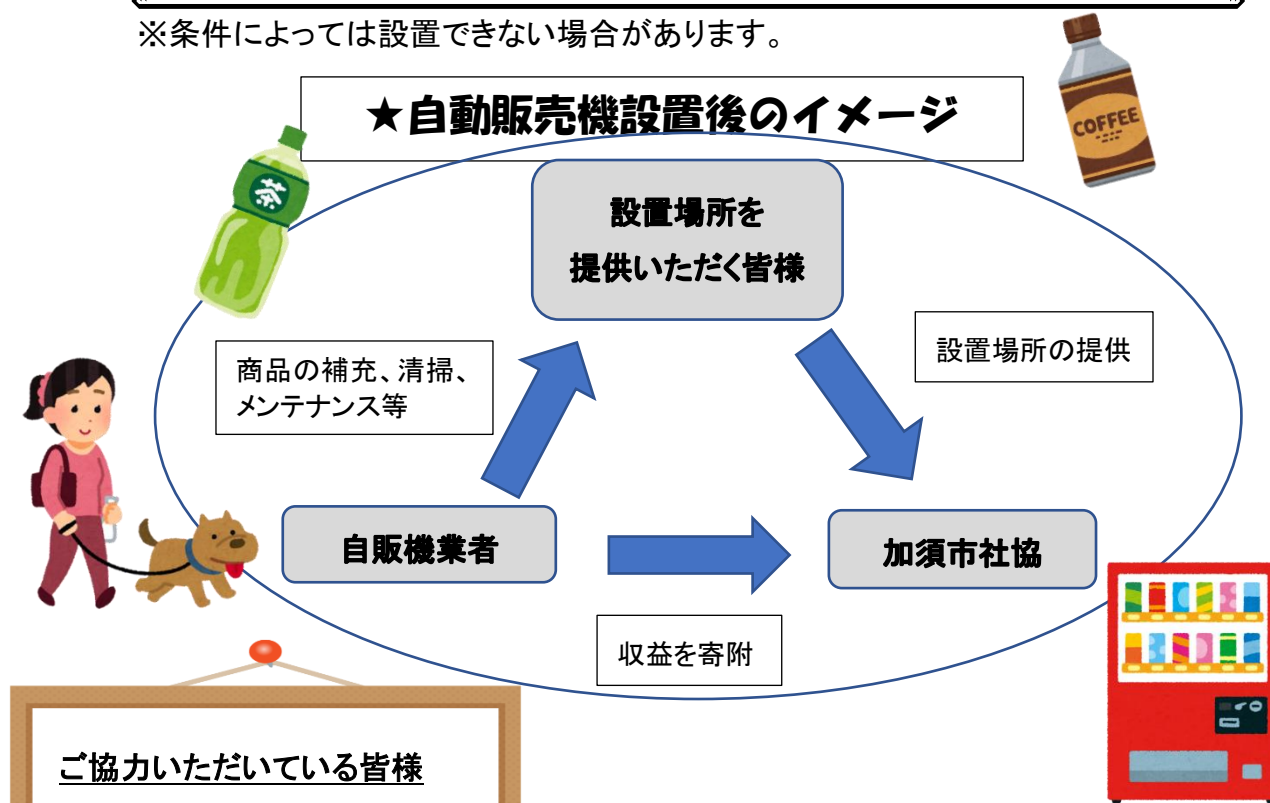 ※条件によっては設置できない場合があります。
★自動販売機設置後のイメージ
COFFEE
茶
設置場所を
提供いただく皆様
商品の補充、清掃、
メンテナンス等
設置場所の提供
自販機業者
加須市社協
収益を寄附
ご協力いただいている皆様